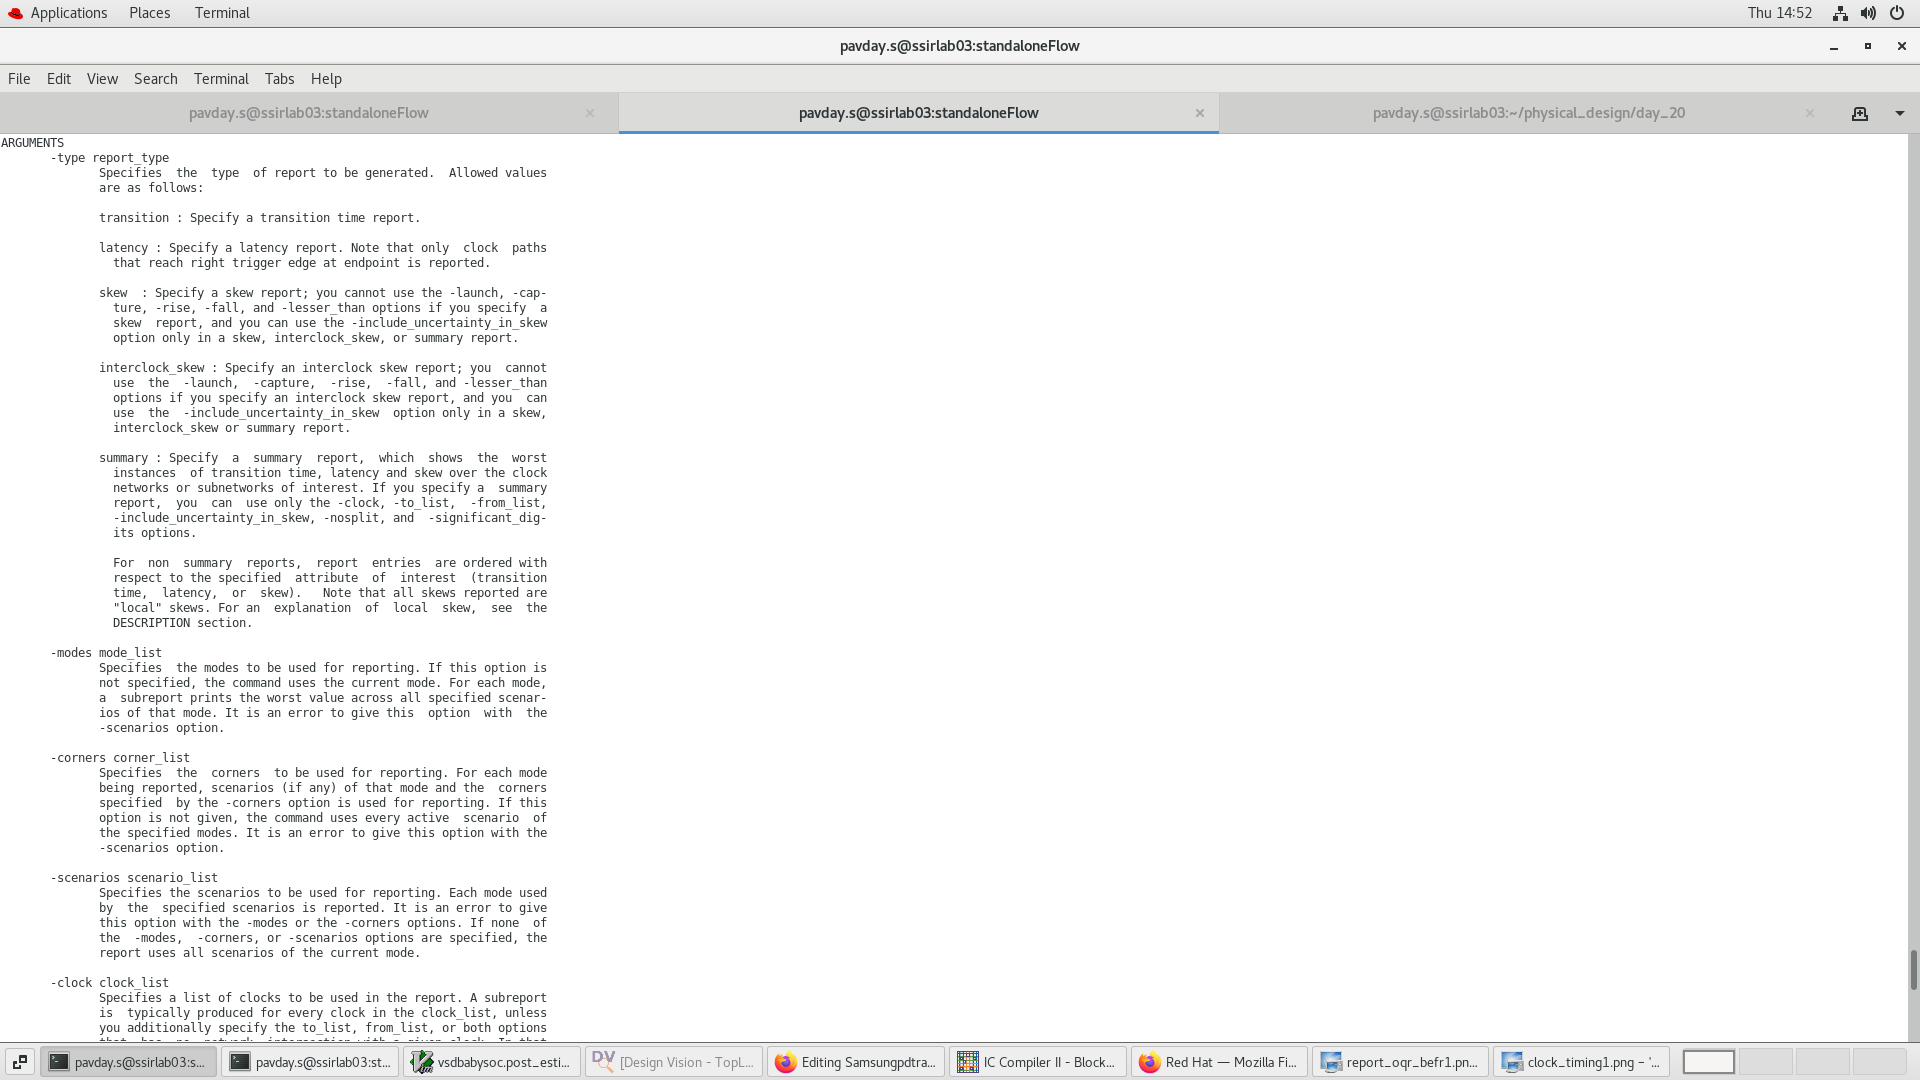 Applications Places Terminal Thu 14:52
pavday.s@ssirlab03:standaloneFlow
File Edit View Search Terminal Tabs Help
pavday.s@ssirlab03:standaloneFlow pavday.s@ssirlab03:standaloneFlow pavday.s@ssirlab03:~/physical_design/day_20
ARGUMENTS
-type report_type
Specifies the type of report to be generated. Allowed values
are as follows:
transition : Specify a transition time report.
latency : Specify a latency report. Note that only clock paths
that reach right trigger edge at endpoint is reported.
skew : Specify a skew report; you cannot use the -launch, -cap-
ture, -rise, -fall, and -lesser_than options if you specify a
skew report, and you can use the -include_uncertainty_in_skew
option only in a skew, interclock_skew, or summary report.
interclock_skew : Specify an interclock skew report; you cannot
use the -launch, -capture, -rise, -fall, and -lesser_than
options if you specify an interclock skew report, and you can
use the -include_uncertainty_in_skew option only in a skew,
interclock_skew or summary report.
summary : Specify a summary report, which shows the worst
instances of transition time, latency and skew over the clock
networks or subnetworks of interest. If you specify a summary
report, you can use only the -clock, -to_list, -from_list,
-include_uncertainty_in_skew, -nosplit, and -significant_dig-
its options.
For non summary reports, report entries are ordered with
respect to the specified attribute of interest (transition
time, latency, or skew). Note that all skews reported are
"local" skews. For an explanation of local skew, see the
DESCRIPTION section.
-modes mode_list
Specifies the modes to be used for reporting. If this option is
not specified, the command uses the current mode. For each mode,
a subreport prints the worst value across all specified scenar-
ios of that mode. It is an error to give this option with the
-scenarios option.
-corners corner_list
Specifies the corners to be used for reporting. For each mode
being reported, scenarios (if any) of that mode and the corners
specified by the -corners option is used for reporting. If this
option is not given, the command uses every active scenario of
the specified modes. It is an error to give this option with the
-scenarios option.
-scenarios scenario_list
Specifies the scenarios to be used for reporting. Each mode used
by the specified scenarios is reported. It is an error to give
this option with the -modes or the -corners options. If none of
the -modes, -corners, or -scenarios options are specified, the
report uses all scenarios of the current mode.
-clock clock_list
Specifies a list of clocks to be used in the report. A subreport
is typically produced for every clock in the clock_list, unless
you additionally specify the to_list, from_list, or both options
pavday.s@ssirlab03:s... pavday.s@ssirlab03:st... vsdbabysoc.post_esti... [Design Vision - TopL... Editing Samsungpdtra... IC Compiler II - Block... Red Hat — Mozilla Fi... report_oqr_befr1.pn... clock_timing1.png – '...